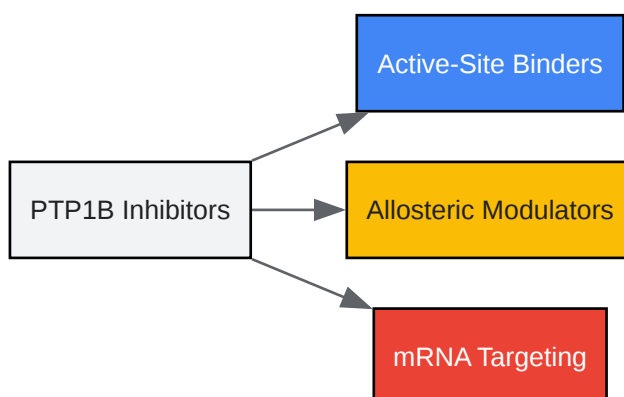 Active-Site Binders
PTP1B Inhibitors
Allosteric Modulators
mRNA Targeting